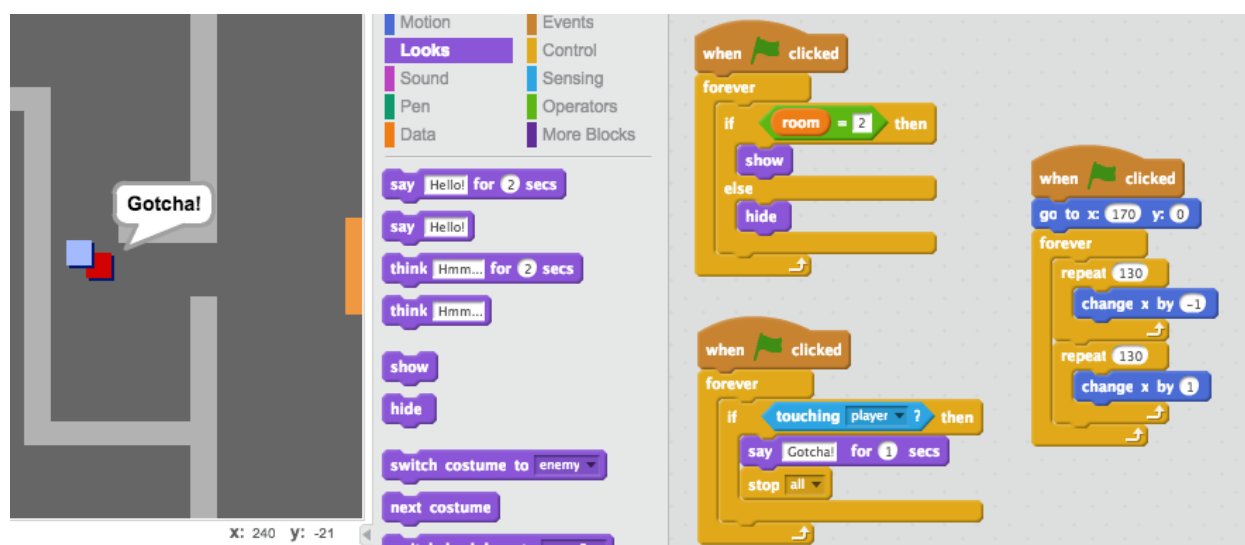 Gotcha!
x: 240 y: -21
Motion Events
Looks Control
Sound Sensing
Pen Operators
Data More Blocks
say Hello! for 2 secs
say Hello!
think Hmm... for 2 secs
think Hmm...
show
hide
switch costume to enemy
next costume
when clicked
forever
if room = 2 then
show
else
hide
when clicked
forever
if touching player ? then
say Gotcha! for 1 secs
stop all
when clicked
go to x: 170 y: 0
forever
repeat 130
change x by -1
repeat 130
change x by 1